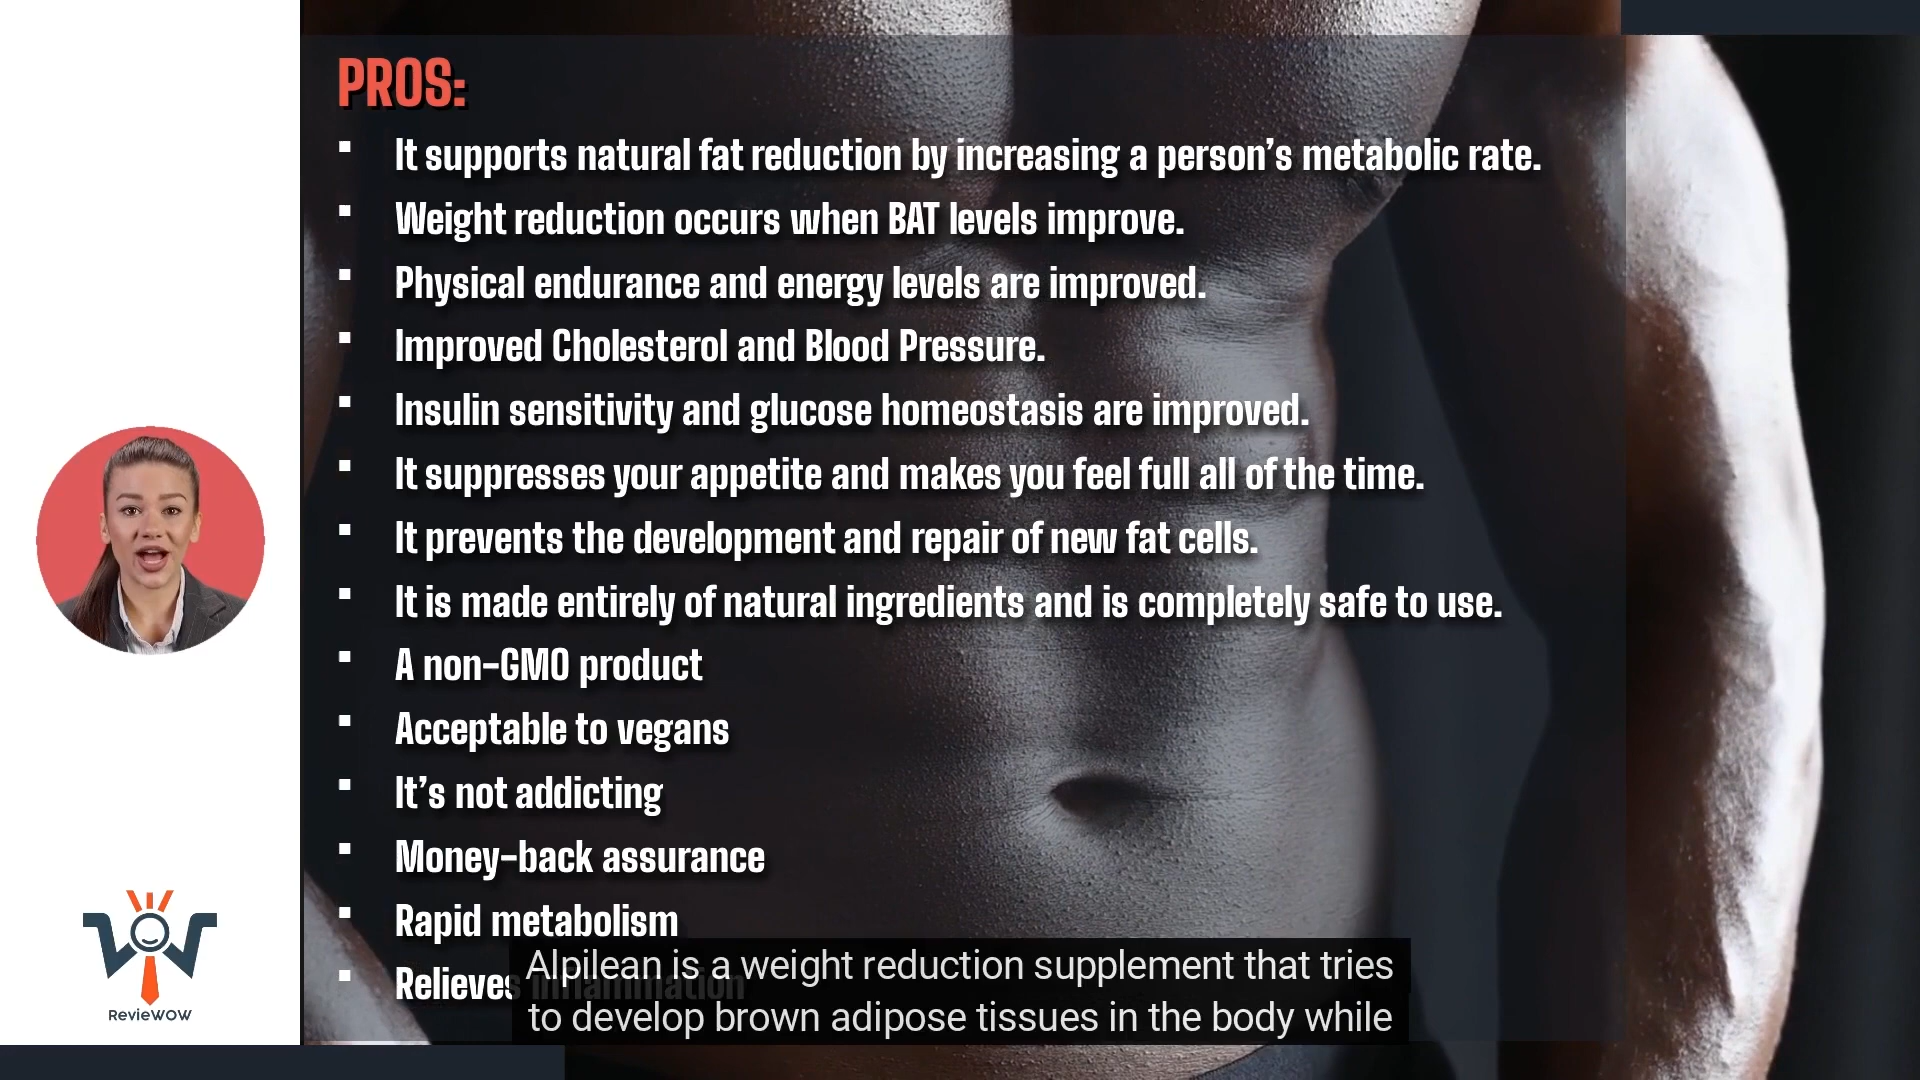 PROS:
▪ It supports natural fat reduction by increasing a person’s metabolic rate.
▪ Weight reduction occurs when BAT levels improve.
▪ Physical endurance and energy levels are improved.
▪ Improved Cholesterol and Blood Pressure.
▪ Insulin sensitivity and glucose homeostasis are improved.
▪ It suppresses your appetite and makes you feel full all of the time.
▪ It prevents the development and repair of new fat cells.
▪ It is made entirely of natural ingredients and is completely safe to use.
▪ A non-GMO product
▪ Acceptable to vegans
▪ It’s not addicting
▪ Money-back assurance
▪ Rapid metabolism
▪ Relieves inflammation
Alpilean is a weight reduction supplement that tries
to develop brown adipose tissues in the body while
WOW
RevieWOW